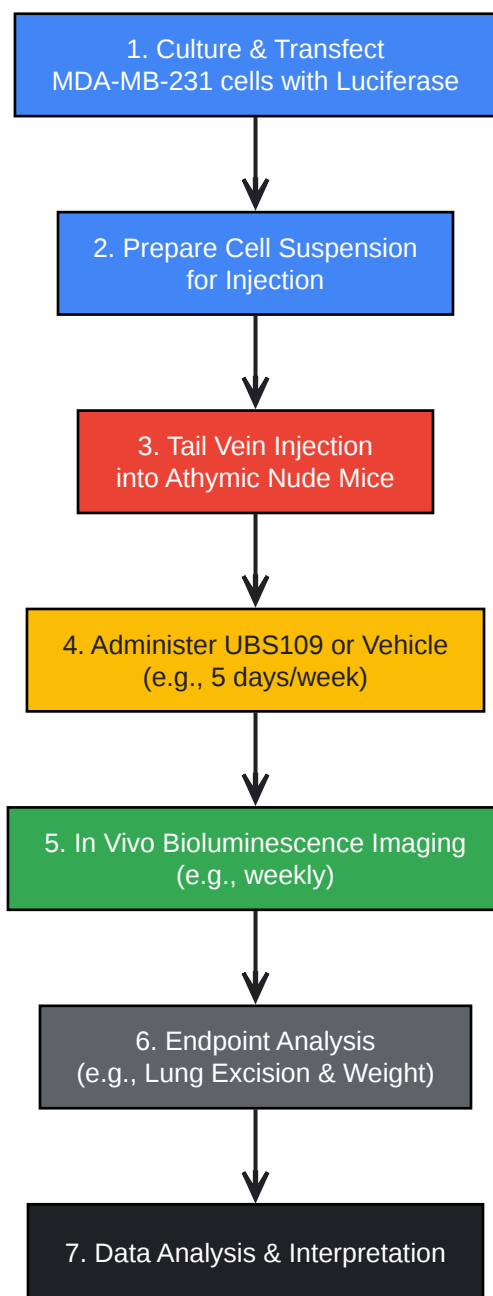 1. Culture & Transfect
MDA-MB-231 cells with Luciferase
2. Prepare Cell Suspension
for Injection
3. Tail Vein Injection
into Athymic Nude Mice
4. Administer UBS109 or Vehicle
(e.g., 5 days/week)
5. In Vivo Bioluminescence Imaging
(e.g., weekly)
6. Endpoint Analysis
(e.g., Lung Excision & Weight)
7. Data Analysis & Interpretation